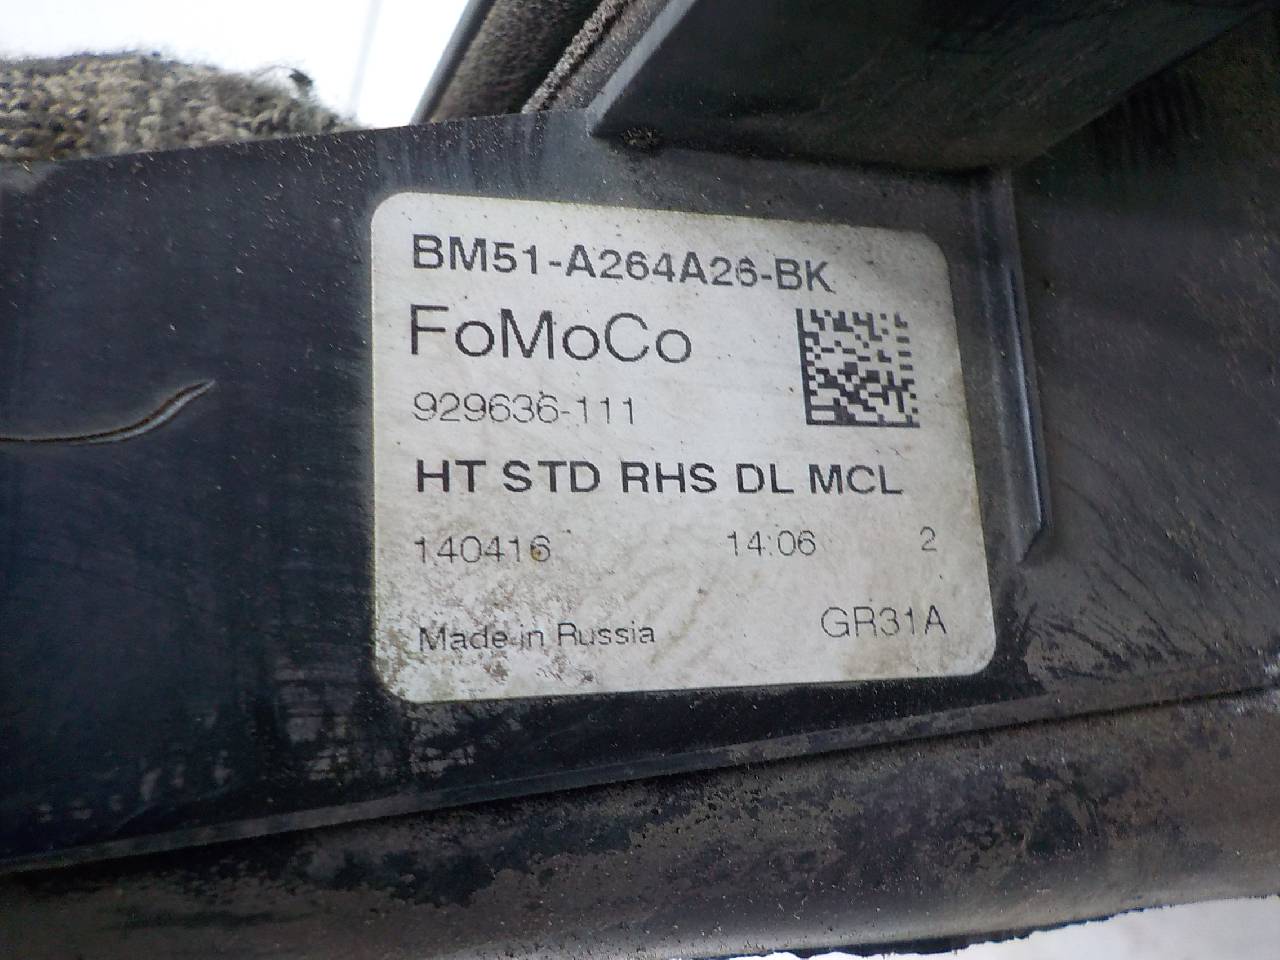 BM51-A264A26-BK
FoMoCo
929636-111
HT STD RHS DL MCL
140416 14:06 2
Made in Russia GR31A